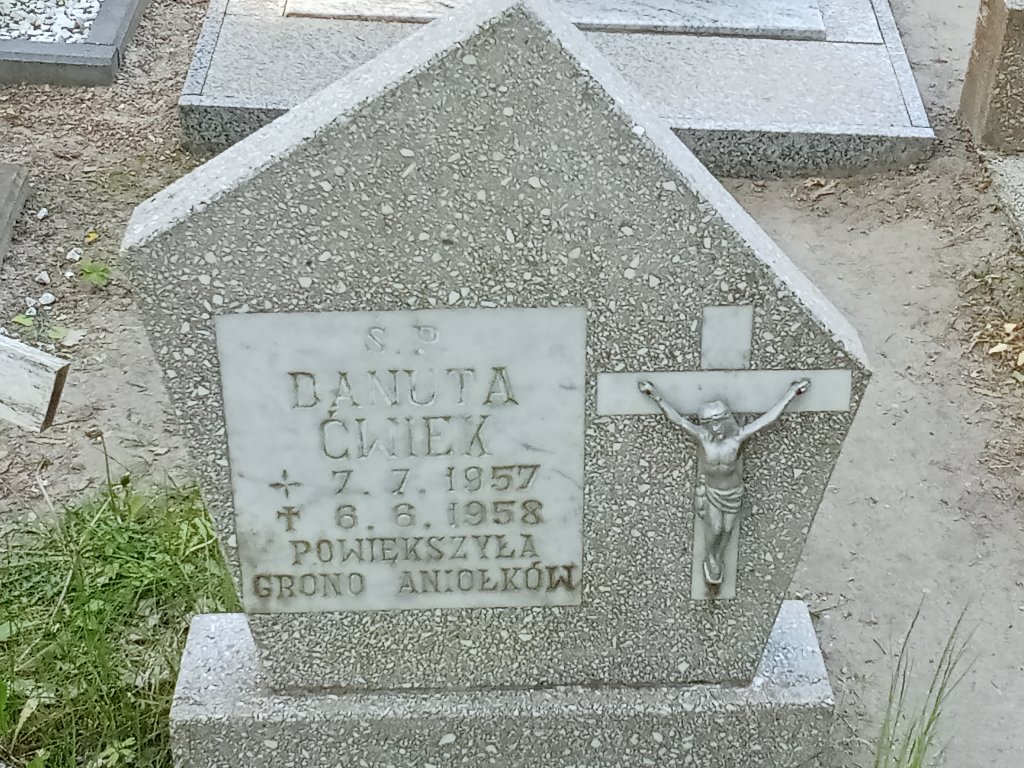 S.P
DANUTA
ĆWIEK
7.7.1957
✝ 6.6.1958
POWIĘKSZYŁA
GRONO ANIOŁKÓW